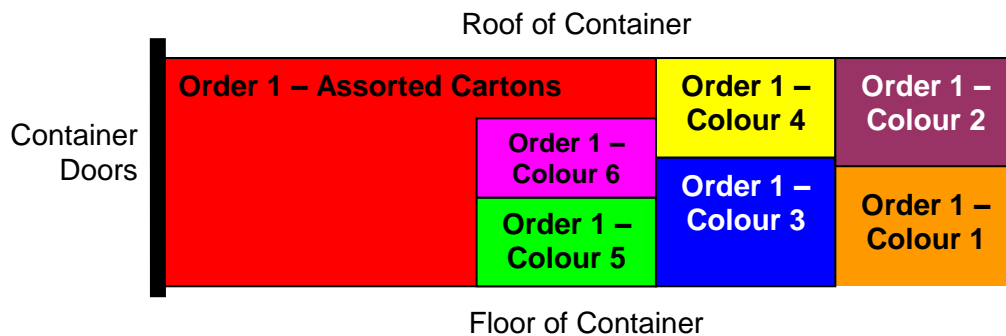 Roof of Container
Container
Doors
Order 1 – Assorted Cartons
Order 1 –
Colour 6
Order 1 –
Colour 5
Order 1 –
Colour 4
Order 1 –
Colour 3
Order 1 –
Colour 2
Order 1 –
Colour 1
Floor of Container